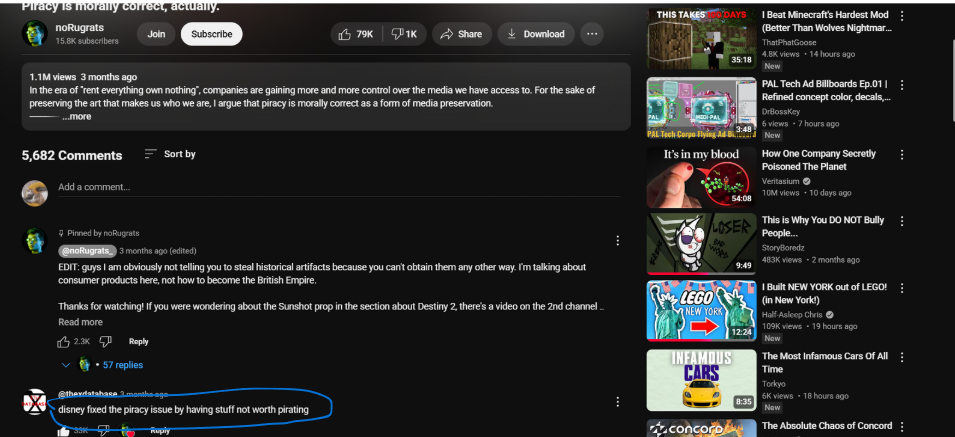 Piracy is morally correct, actually.
noRugrats
15.8K subscribers
Join
Subscribe
79K
1K
Share
Download
1.1M views 3 months ago
In the era of "rent everything own nothing", companies are gaining more and more control over the media we have access to. For the sake of
preserving the art that makes us who we are, I argue that piracy is morally correct as a form of media preservation.
...more
5,682 Comments
Sort by
Add a comment...
Pinned by noRugrats
@noRugrats_ 3 months ago (edited)
EDIT: guys I am obviously not telling you to steal historical artifacts because you can't obtain them any other way. I'm talking about
consumer products here, not how to become the British Empire.
Thanks for watching! If you were wondering about the Sunshot prop in the section about Destiny 2, there's a video on the 2nd channel ..
Read more
2.3K
Reply
• 57 replies
@thexdatabase 3 months ago
disney fixed the piracy issue by having stuff not worth pirating
33K
Reply
THIS TAKES DAYS
35:18
I Beat Minecraft's Hardest Mod
(Better Than Wolves Nightmar...
ThatPhatGoose
4.8K views • 14 hours ago
New
MEDI-PAL
PAL Tech Corps Flying Ad
3:48
PAL Tech Ad Billboards Ep.01 |
Refined concept color, decals,...
DrBossKey
6 views • 7 hours ago
New
It's in my blood
54:08
How One Company Secretly
Poisoned The Planet
Veritasium
10M views • 10 days ago
LOSER
9:49
This is Why You DO NOT Bully
People...
StoryBoredz
483K views • 2 months ago
LEGO
NEW YORK
12:24
I Built NEW YORK out of LEGO!
(in New York!)
Half-Asleep Chris
109K views • 19 hours ago
New
INFAMOUS
CARS
8:35
The Most Infamous Cars Of All
Time
Torkyo
6K views • 18 hours ago
New
concord
The Absolute Chaos of Concord